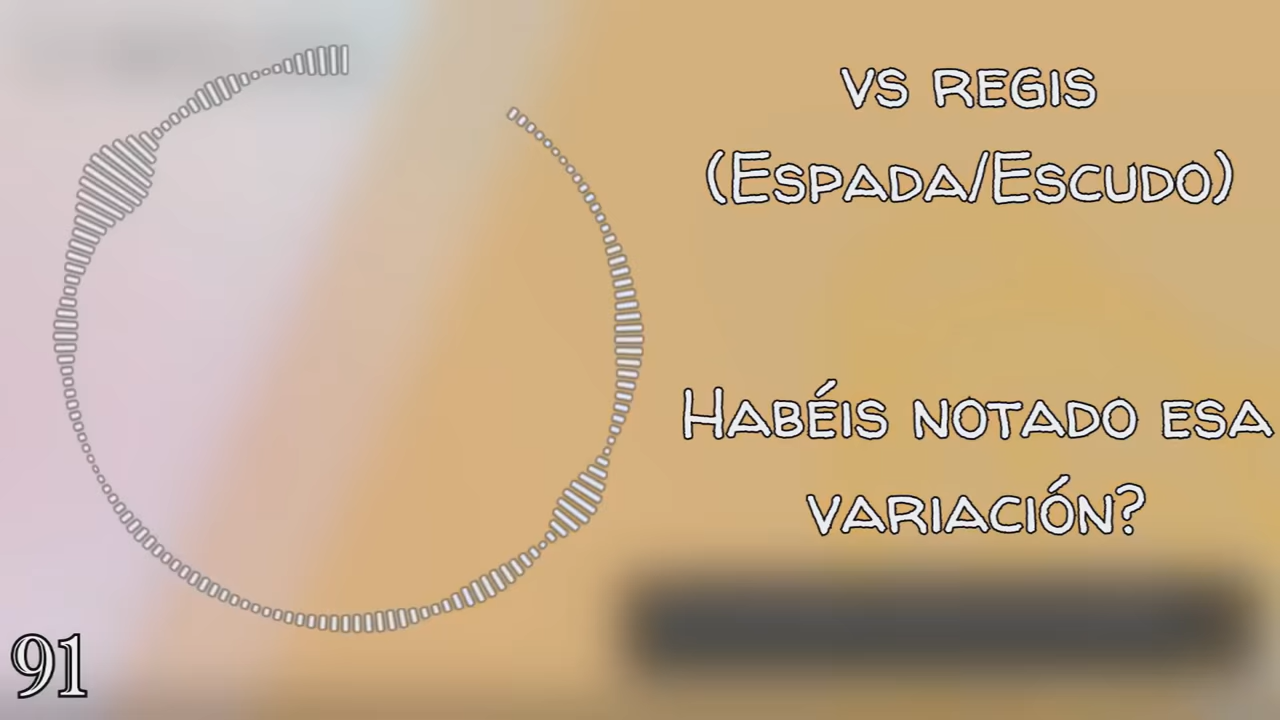 vs regis
(Espada/Escudo)
Habéis notado esa
variación?
91